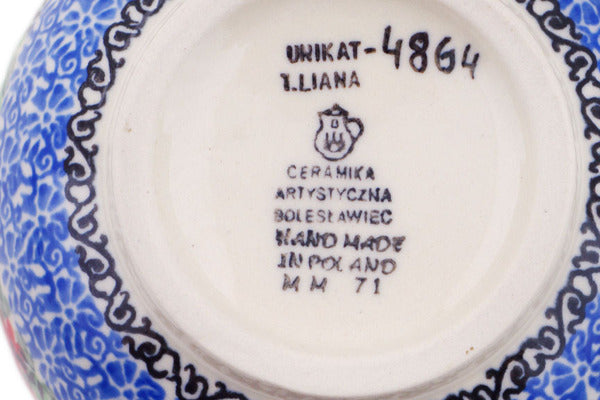 UNIKAT-4864
T.LIANA
B
CERAMIKA
ARTYSTYCZNA
BOLESŁAWIEC
HAND MADE
IN POLAND
MM 71